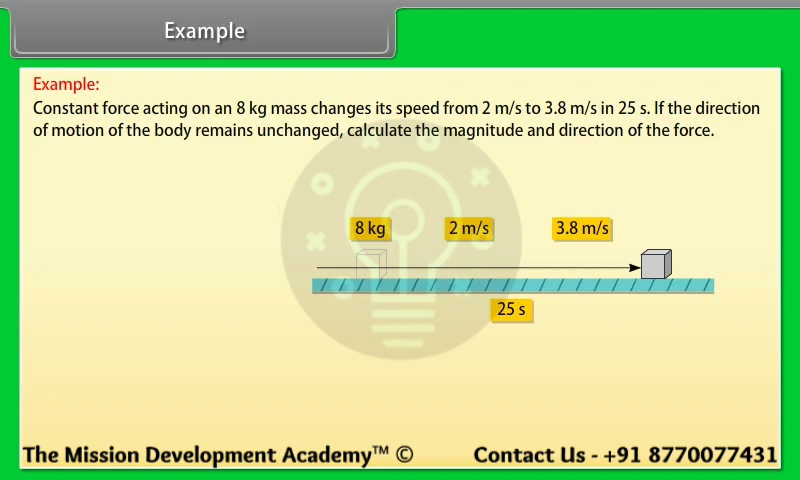 Example
Example:
Constant force acting on an 8 kg mass changes its speed from 2 m/s to 3.8 m/s in 25 s. If the direction
of motion of the body remains unchanged, calculate the magnitude and direction of the force.
8 kg 2 m/s 3.8 m/s
25 s
The Mission Development Academy™ © Contact Us - +91 8770077431